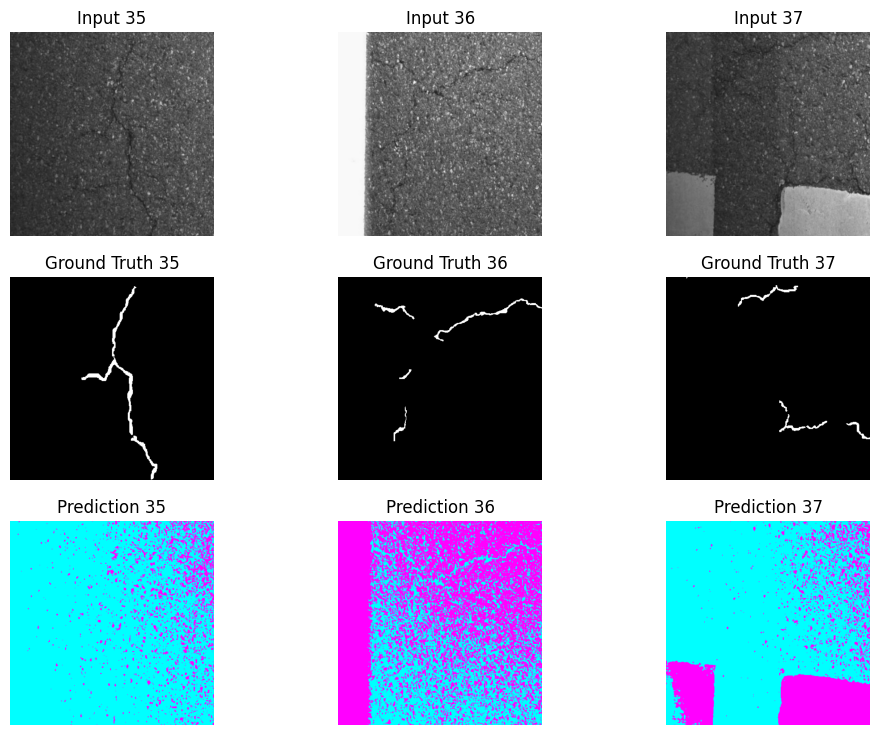 Input 35
Input 36
Input 37
Ground Truth 35
Ground Truth 36
Ground Truth 37
Prediction 35
Prediction 36
Prediction 37